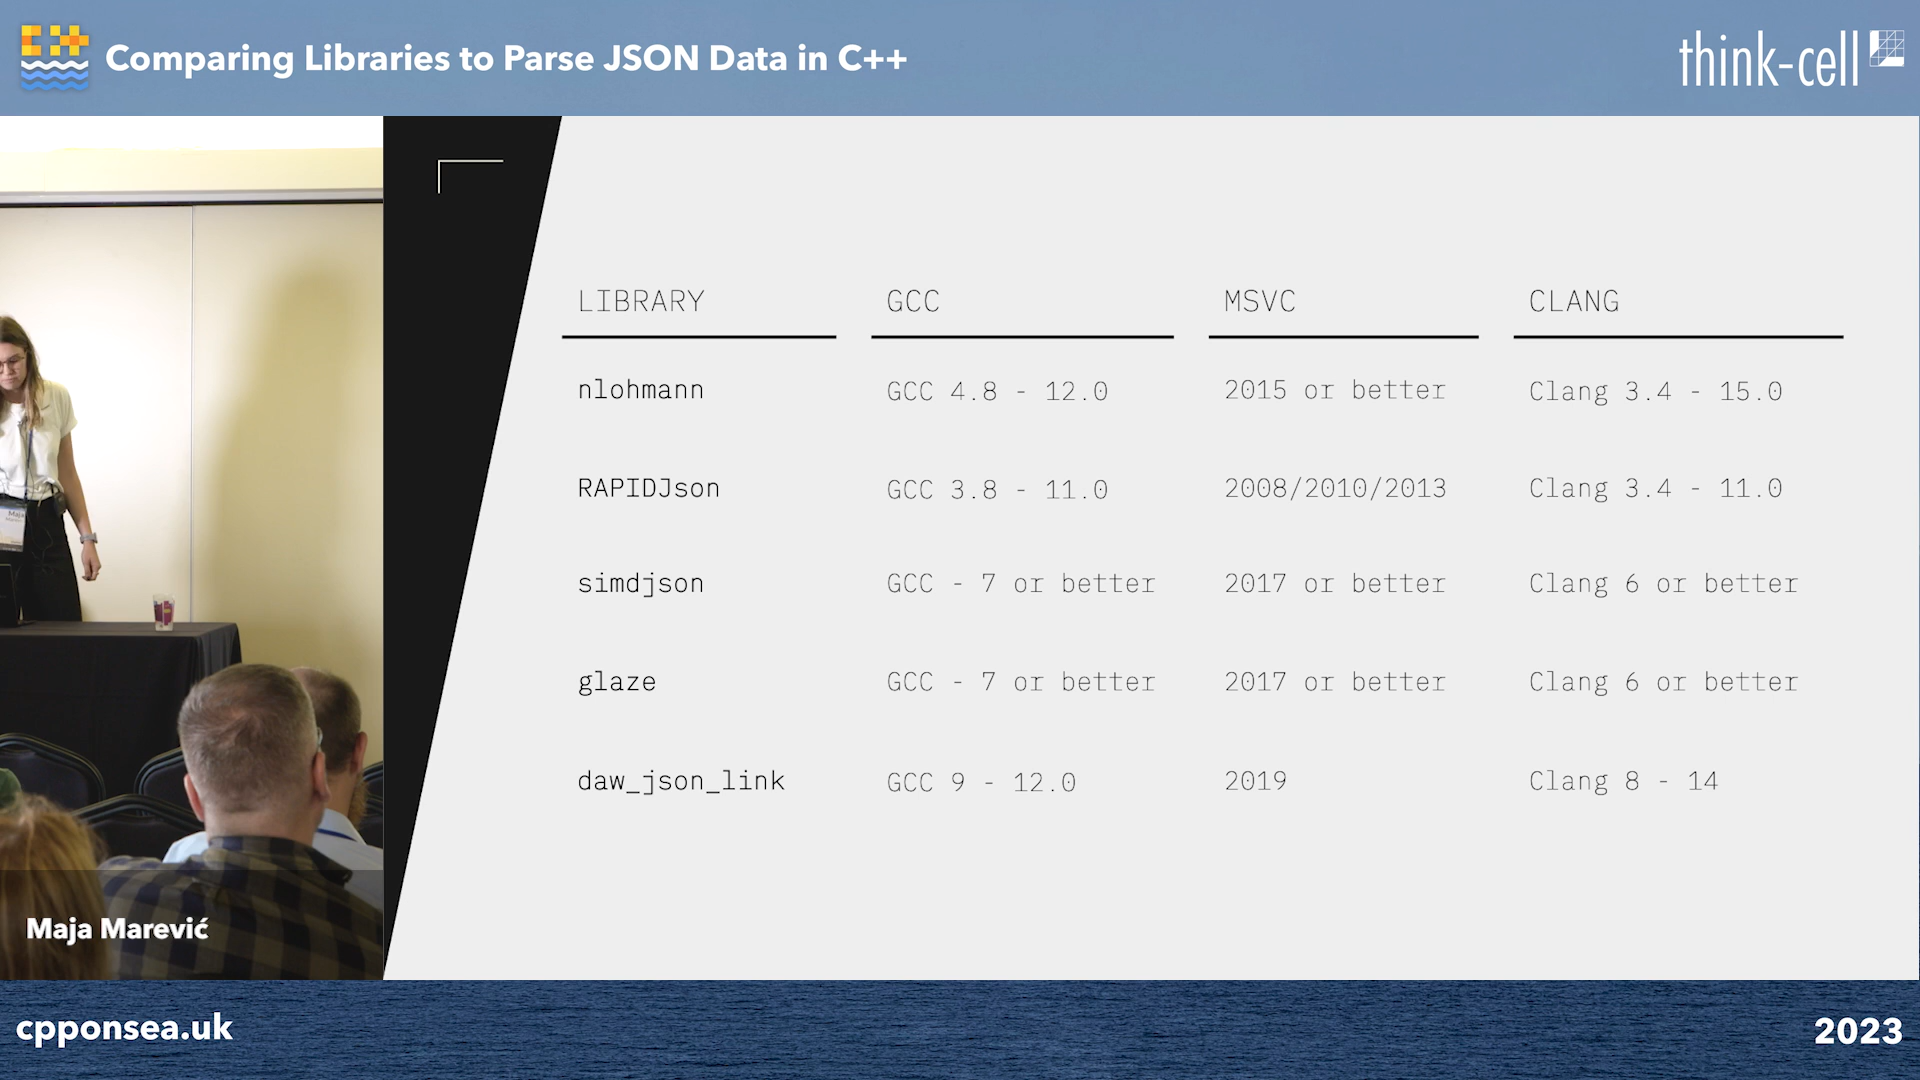 Comparing Libraries to Parse JSON Data in C++
think-cell
LIBRARY GCC MSVC CLANG
nlohmann GCC 4.8 - 12.0 2015 or better Clang 3.4 - 15.0
RAPIDJson GCC 3.8 - 11.0 2008/2010/2013 Clang 3.4 - 11.0
simdjson GCC - 7 or better 2017 or better Clang 6 or better
glaze GCC - 7 or better 2017 or better Clang 6 or better
daw_json_link GCC 9 - 12.0 2019 Clang 8 - 14
Maja
Maja Marević
cpponsea.uk
2023